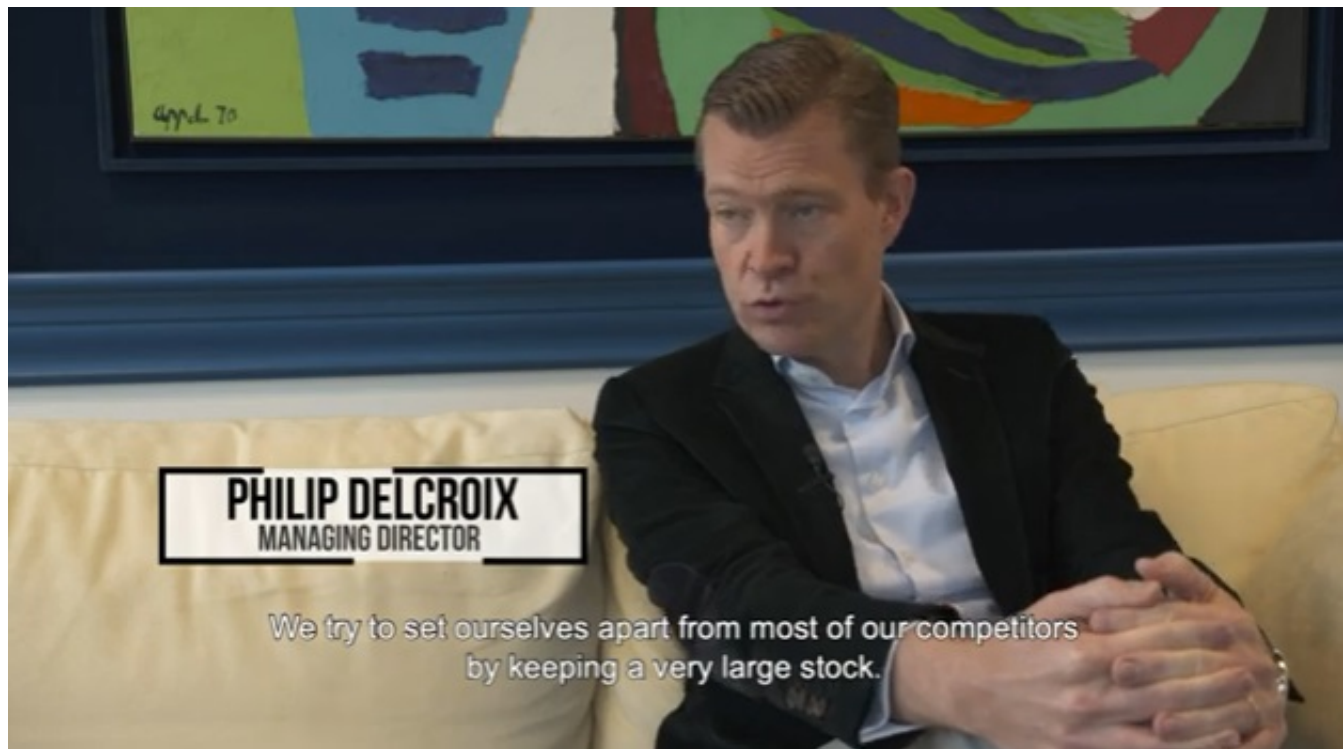 Appel 70
PHILIP DELCROIX
MANAGING DIRECTOR
We try to set ourselves apart from most of our competitors
by keeping a very large stock.